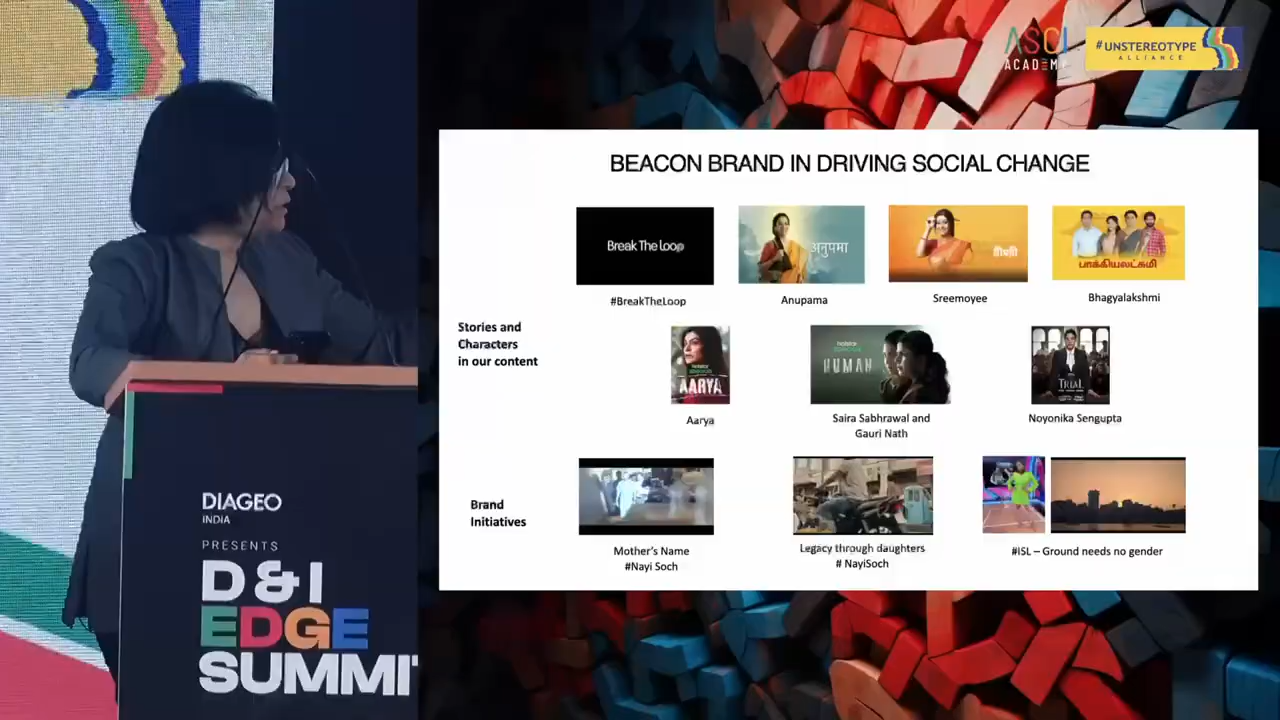 ASCI
ACADEMY
#UNSTEREOTYPE
ALLIANCE
BEACON BRAND IN DRIVING SOCIAL CHANGE
Break The Loop
अनुपमा
பாக்கியலட்சுமி
#BreakTheLoop
Anupama
Sreemoyee
Bhagyalakshmi
Stories and
Characters
in our content
AARYA
HUMAN
TRIAL
Aarya
Saira Sabhrawal and
Gauri Nath
Noyonika Sengupta
Brand
Initiatives
Mother's Name
#Nayi Soch
Legacy through daughters
# NayiSoch
#ISL – Ground needs no gender
DIAGEO
INDIA
PRESENTS
D & I
EDGE
SUMMIT